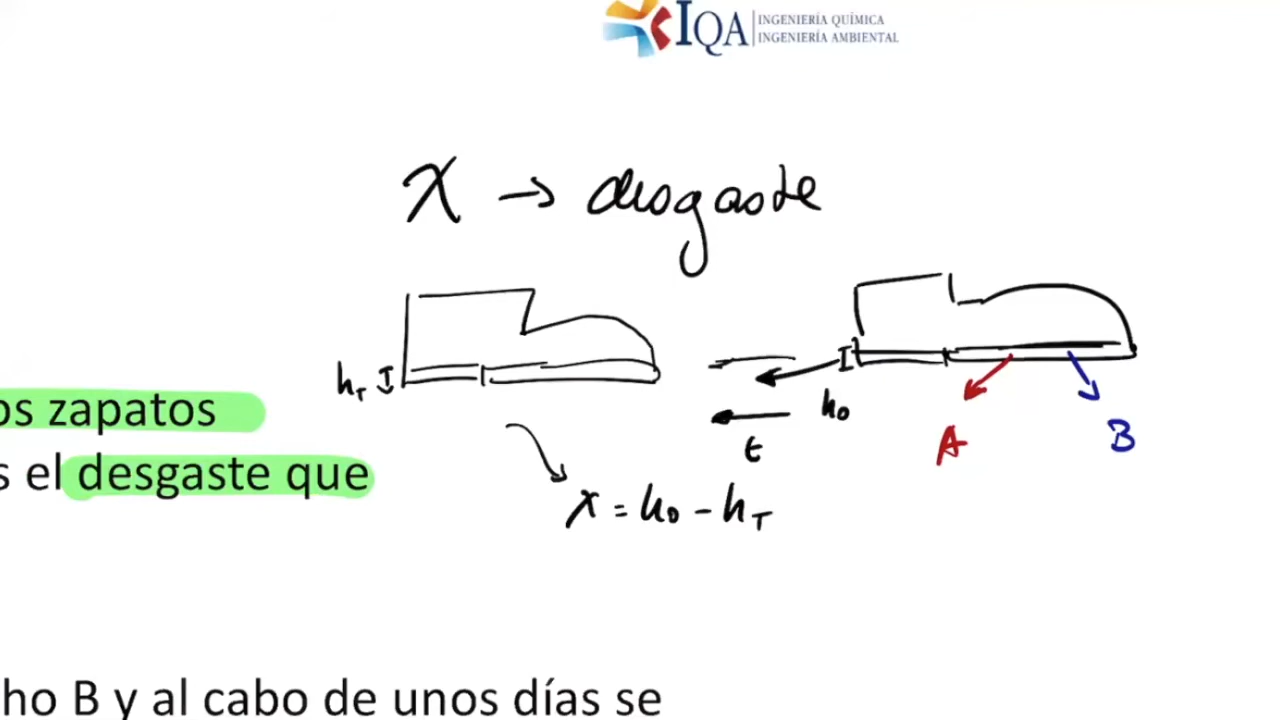 IQA INGENIERÍA QUÍMICA
INGENIERÍA AMBIENTAL
X → desgaste
h_T
h_0
t
A
B
os zapatos
s el desgaste que
x = h_0 - h_T
ho B y al cabo de unos días se